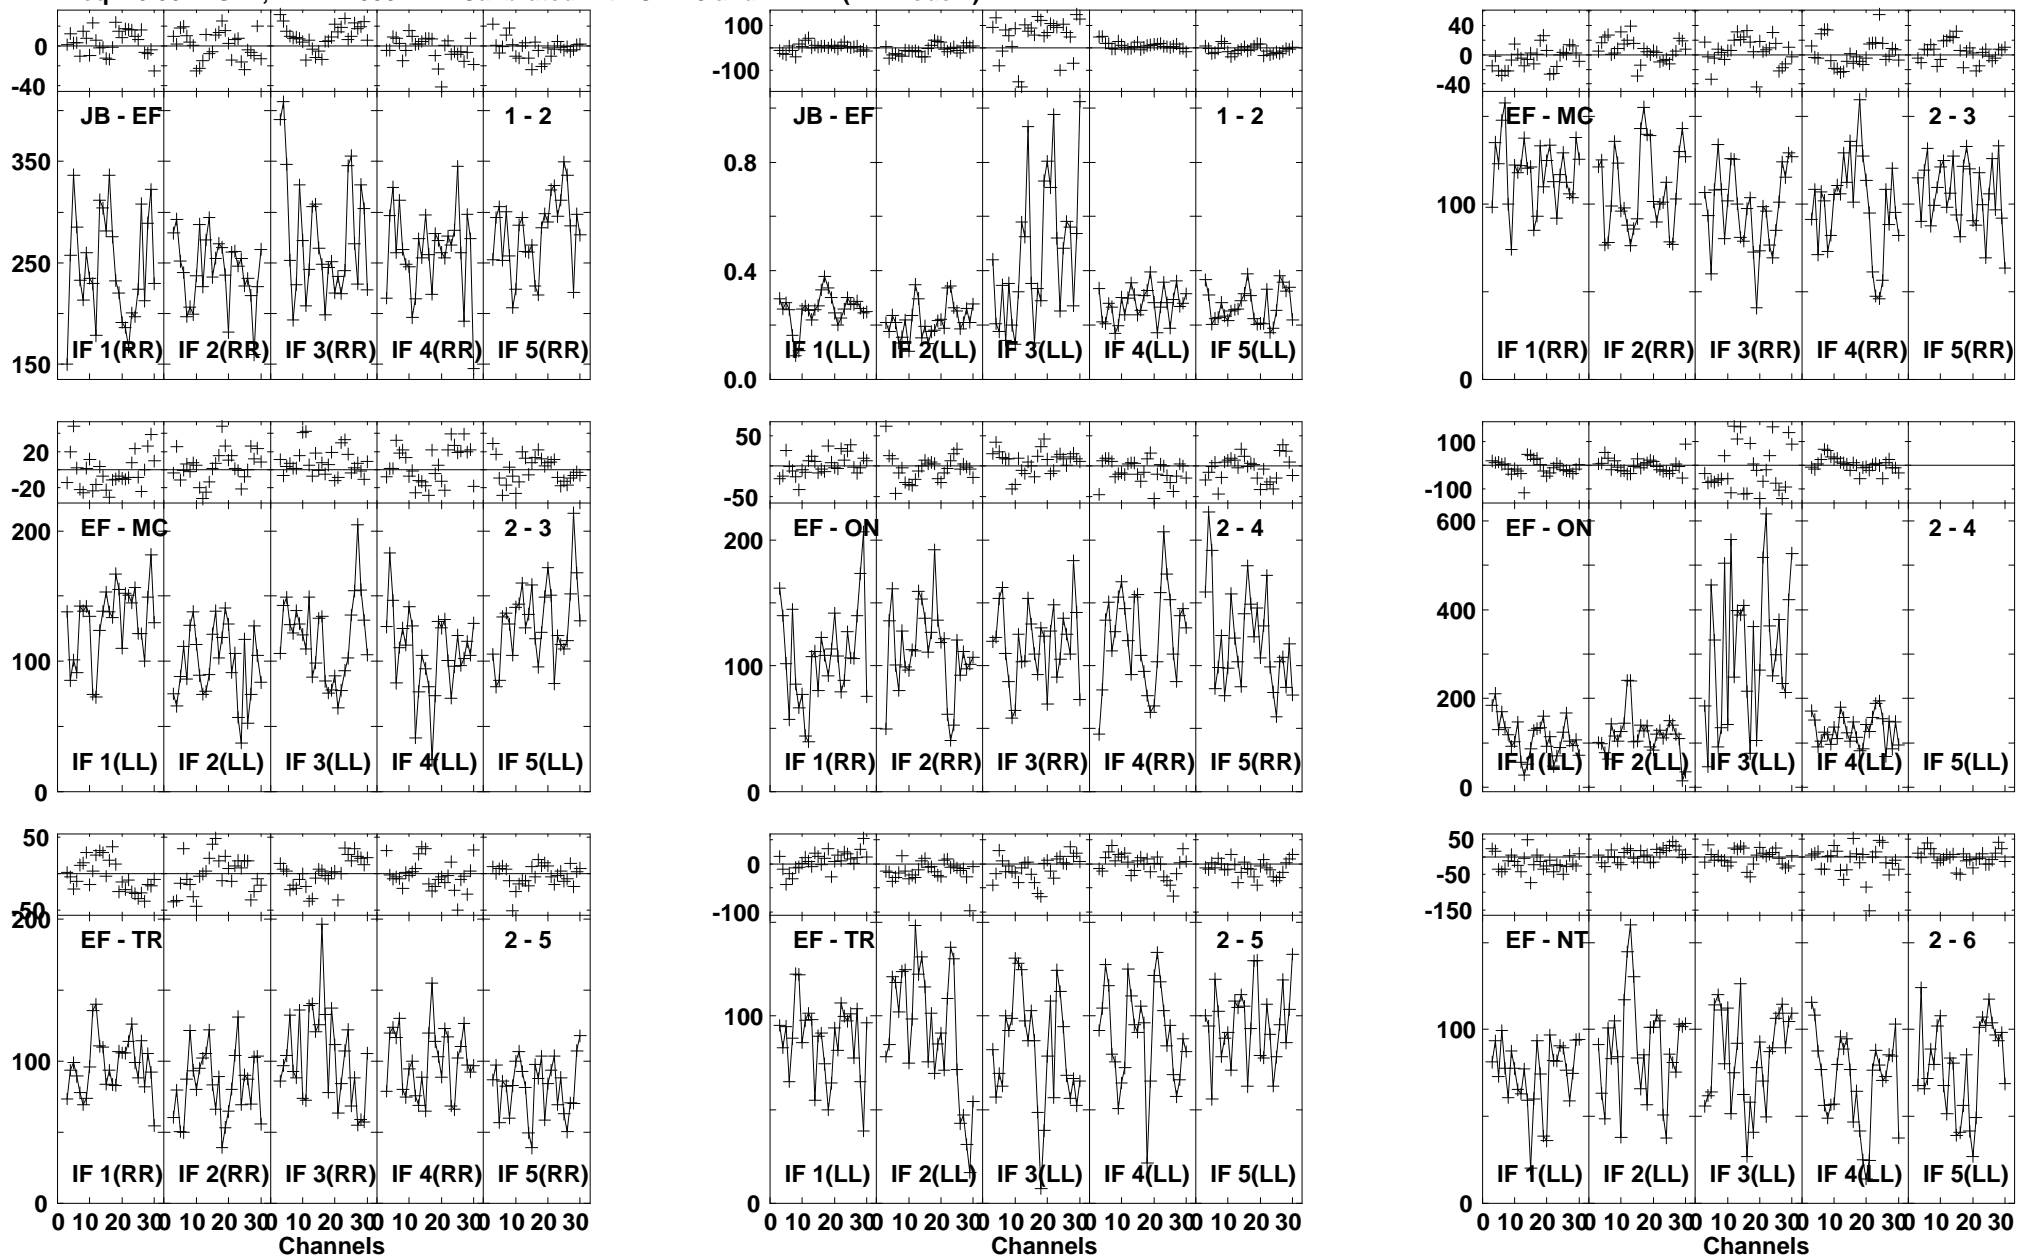 100 40
0 0 0
-40 -100 -40
JB - EF 1 - 2 JB - EF 1 - 2 EF - MC 2 - 3
350 0.8
250 0.4 100
150 0.0 0
IF 1(RR) IF 2(RR) IF 3(RR) IF 4(RR) IF 5(RR) IF 1(LL) IF 2(LL) IF 3(LL) IF 4(LL) IF 5(LL) IF 1(RR) IF 2(RR) IF 3(RR) IF 4(RR) IF 5(RR)
20 50 100
-20 -50 -100
EF - MC 2 - 3 EF - ON 2 - 4 EF - ON 2 - 4
200 200 600
400
100 100 200
IF 1(LL) IF 2(LL) IF 3(LL) IF 4(LL) IF 5(LL) IF 1(RR) IF 2(RR) IF 3(RR) IF 4(RR) IF 5(RR) IF 1(LL) IF 2(LL) IF 3(LL) IF 4(LL) IF 5(LL)
0 0 0
50 0 50
-50
-100 -150
200
EF - TR 2 - 5 EF - TR 2 - 5 EF - NT 2 - 6
100 100 100
IF 1(RR) IF 2(RR) IF 3(RR) IF 4(RR) IF 5(RR) IF 1(LL) IF 2(LL) IF 3(LL) IF 4(LL) IF 5(LL) IF 1(LL) IF 2(LL) IF 3(LL) IF 4(LL) IF 5(LL)
0 0
0 10 20 30 0 10 20 30 0 10 20 30 0 10 20 30 0 10 20 30 0 10 20 30 0 10 20 30 0 10 20 30 0 10 20 30 0 10 20 30 0 10 20 30 0 10 20 30 0 10 20 30 0 10 20 30 0 10 20 30
Channels Channels Channels